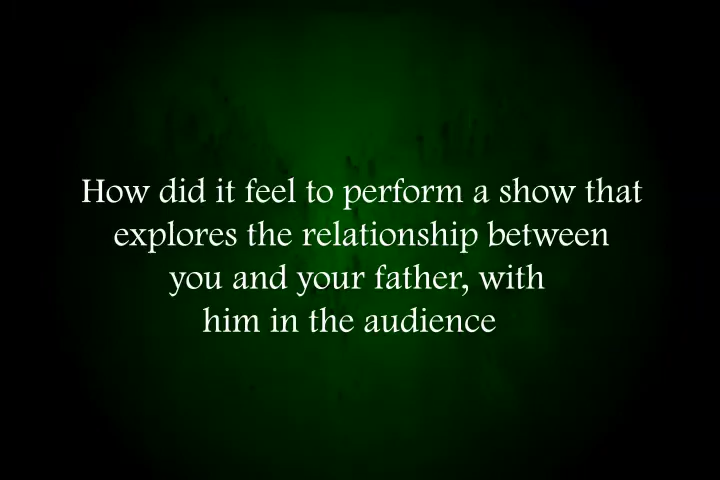 How did it feel to perform a show that
explores the relationship between
you and your father, with
him in the audience